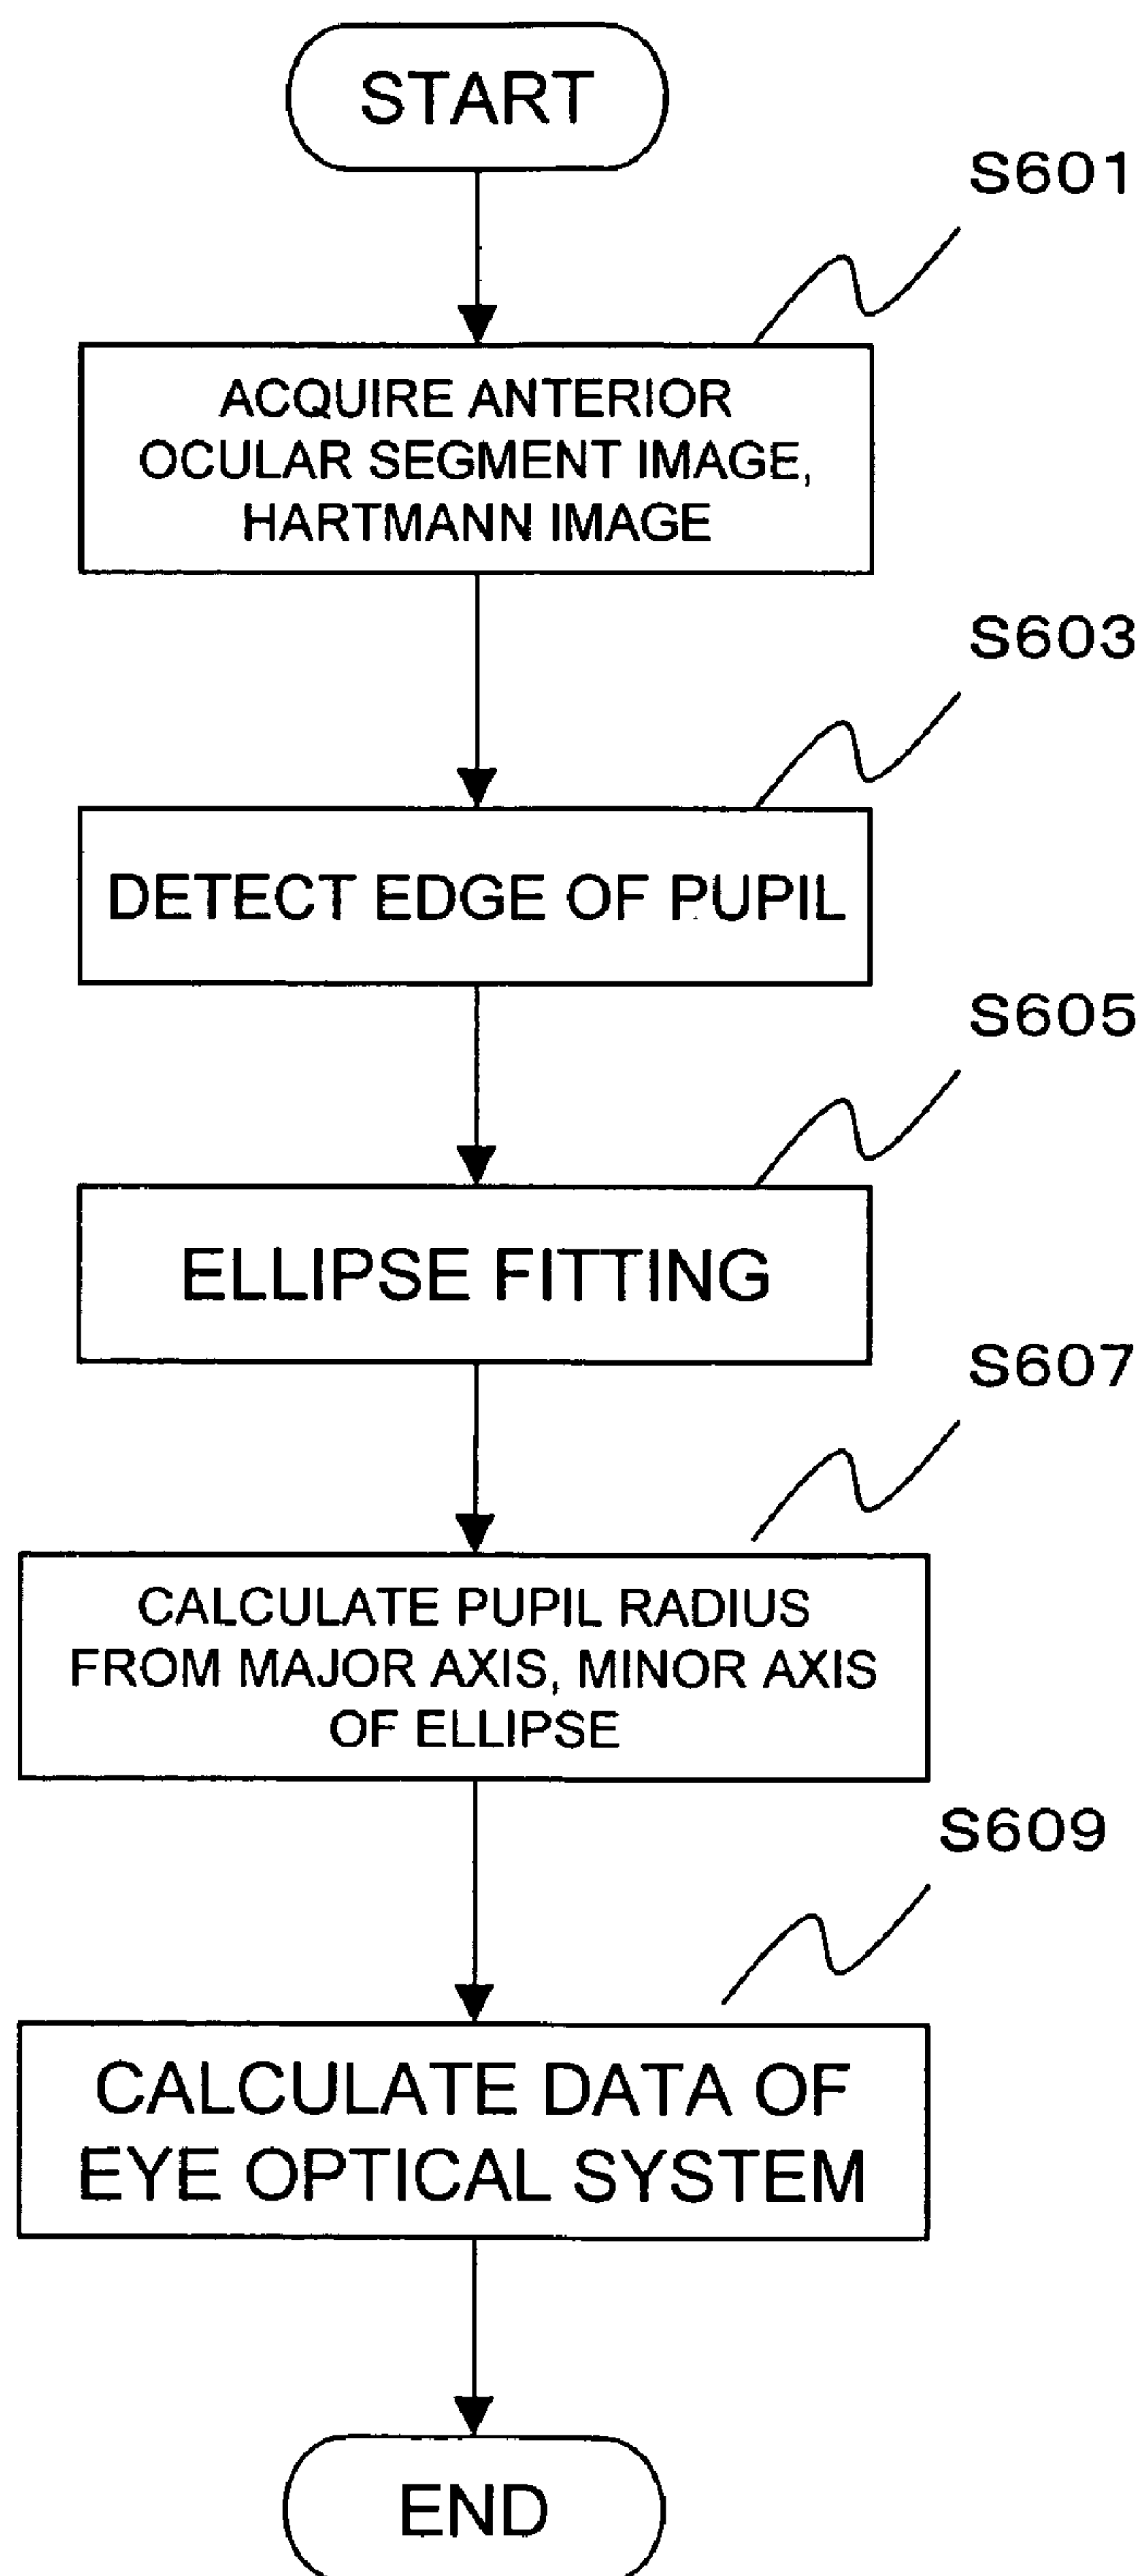 START
S601
ACQUIRE ANTERIOR
OCULAR SEGMENT IMAGE,
HARTMANN IMAGE
S603
DETECT EDGE OF PUPIL
S605
ELLIPSE FITTING
S607
CALCULATE PUPIL RADIUS
FROM MAJOR AXIS, MINOR AXIS
OF ELLIPSE
S609
CALCULATE DATA OF
EYE OPTICAL SYSTEM
END